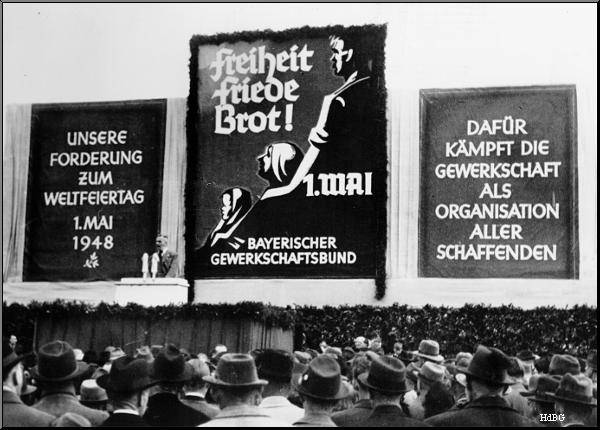 UNSERE
FORDERUNG
ZUM
WELTFEIERTAG
1. MAI
1948
Freiheit
friede
Brot!
1. MAI
BAYERISCHER
GEWERKSCHAFTSBUND
DAFÜR
KÄMPFT DIE
GEWERKSCHAFT
ALS
ORGANISATION
ALLER
SCHAFFENDEN
HdBG